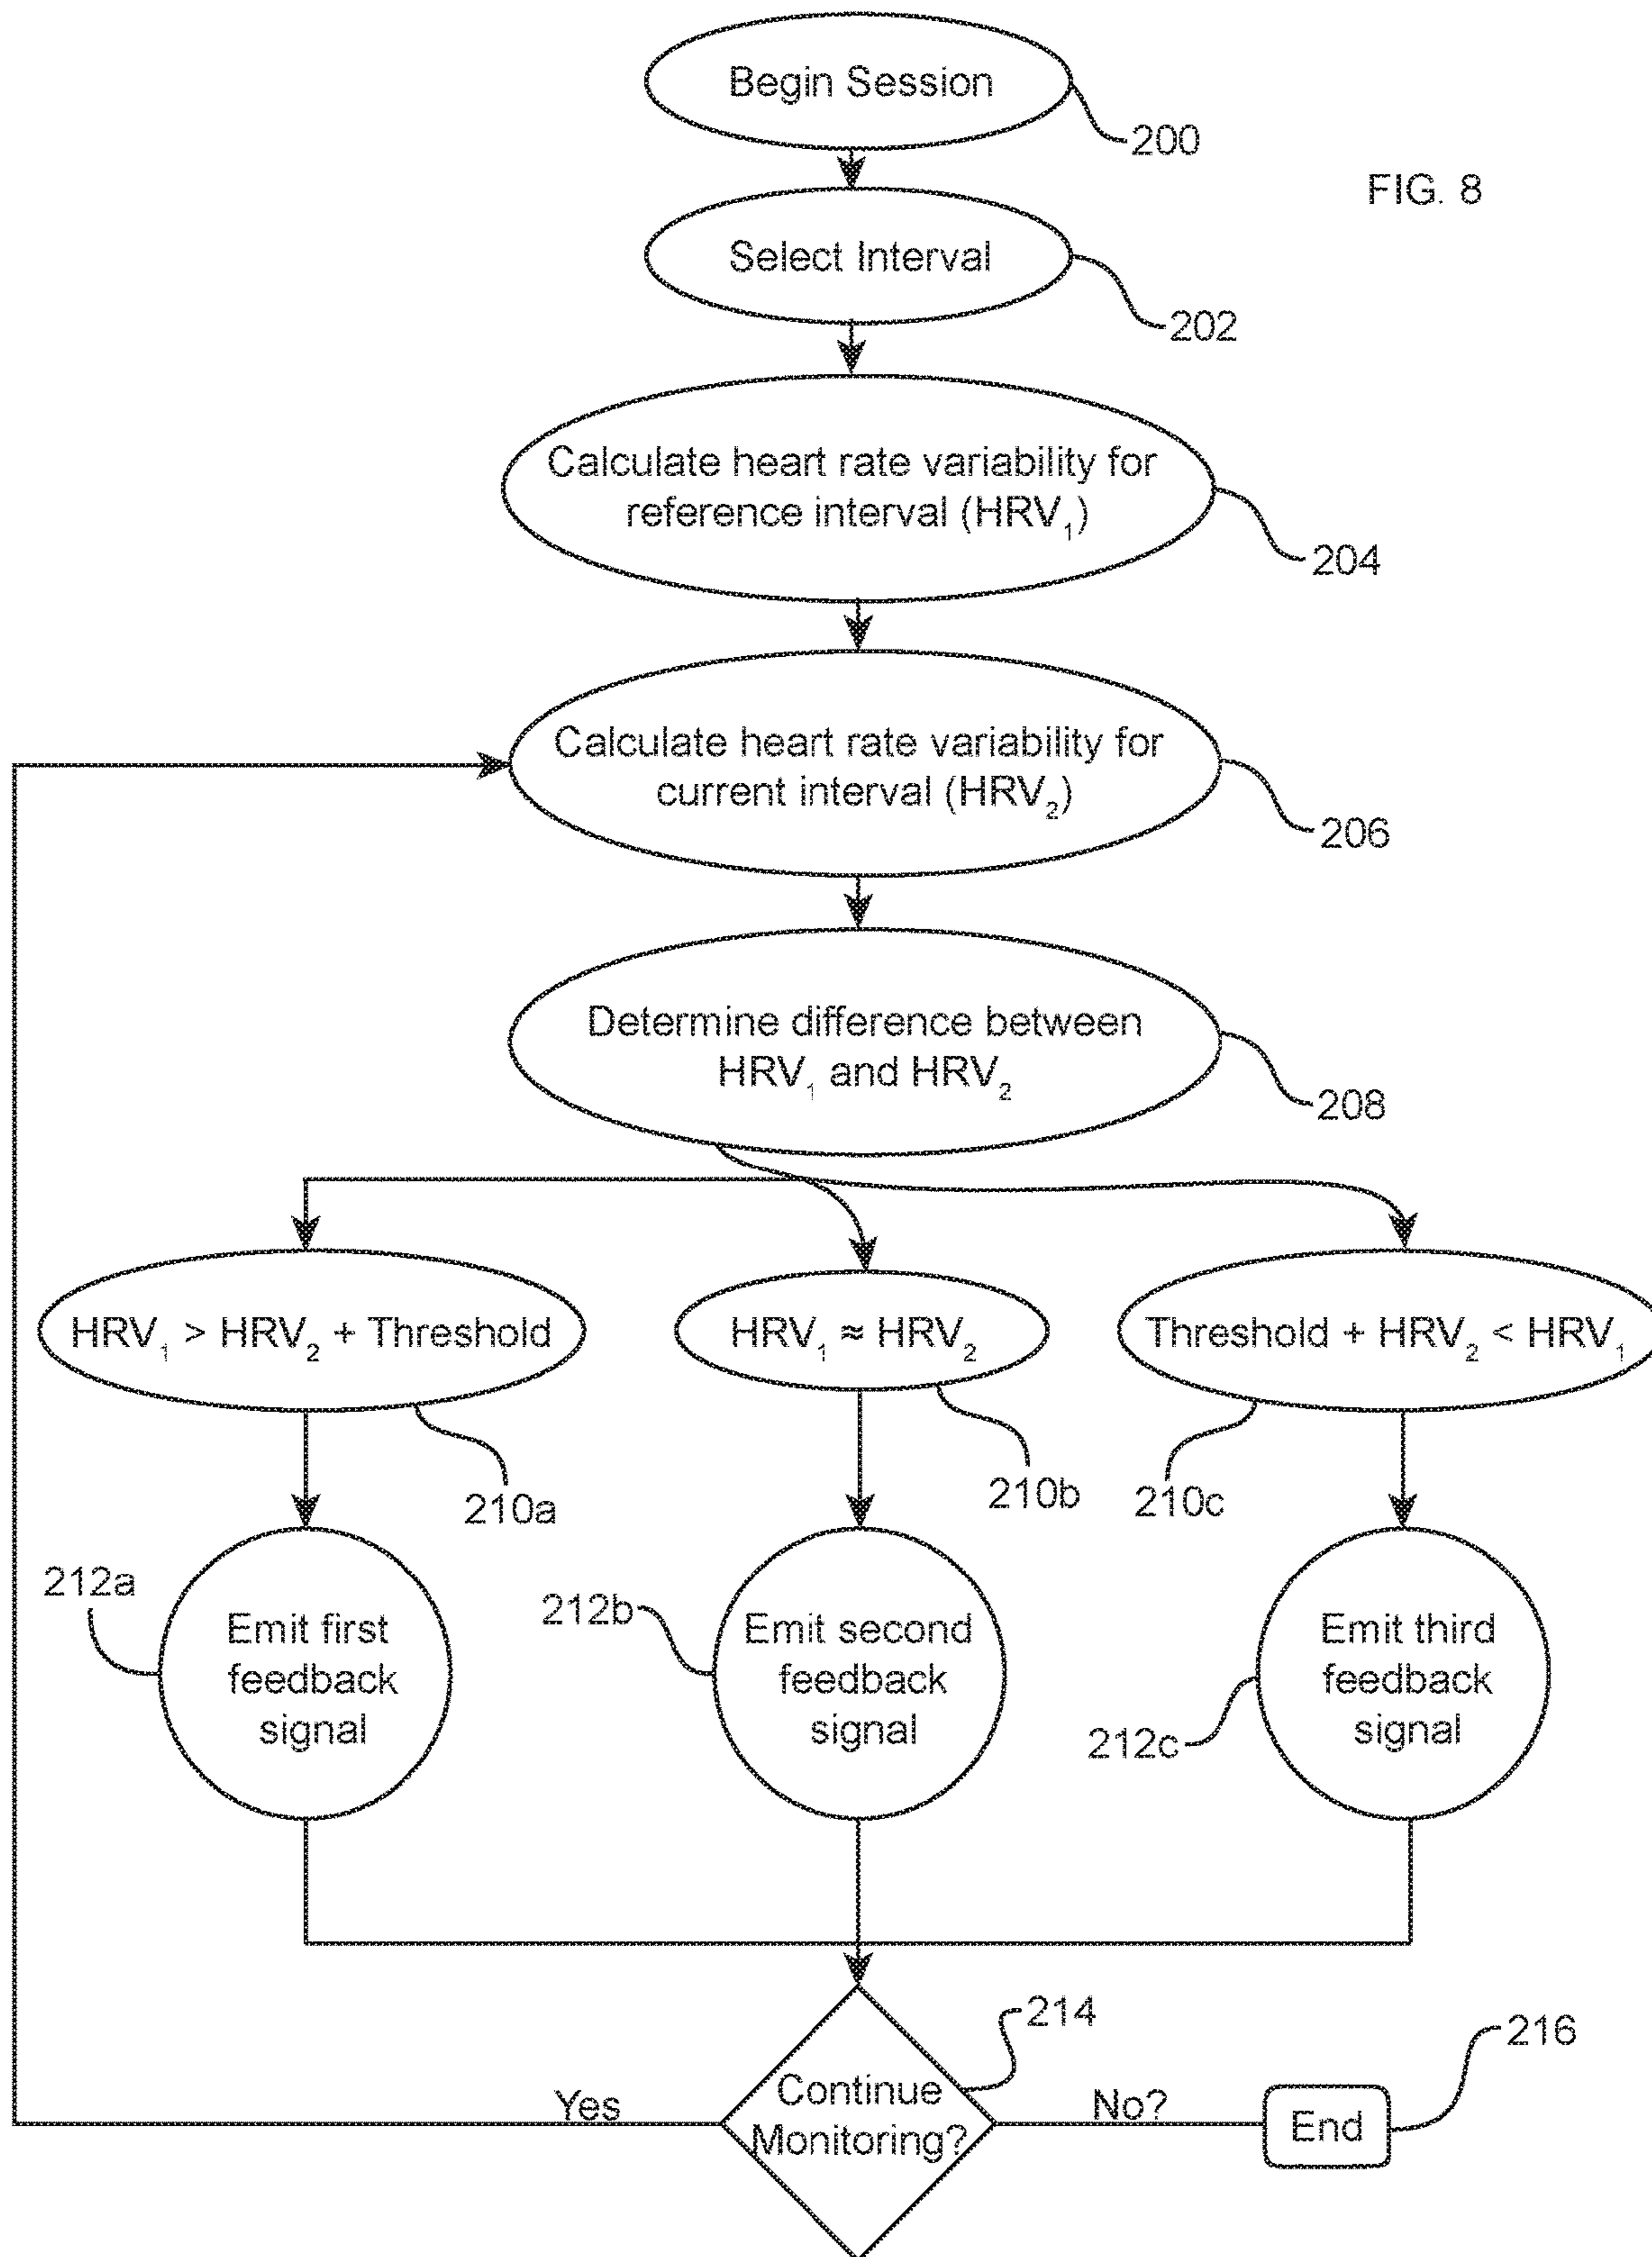 Begin Session
200
FIG. 8
Select Interval
202
Calculate heart rate variability for
reference interval (HRV₁)
204
Calculate heart rate variability for
current interval (HRV₂)
206
Determine difference between
HRV₁ and HRV₂
208
HRV₁ > HRV₂ + Threshold
HRV₁ ≈ HRV₂
Threshold + HRV₂ < HRV₁
210a
210b
210c
212a
Emit first
feedback
signal
212b
Emit second
feedback
signal
212c
Emit third
feedback
signal
214
216
Yes
Continue
Monitoring?
No?
End